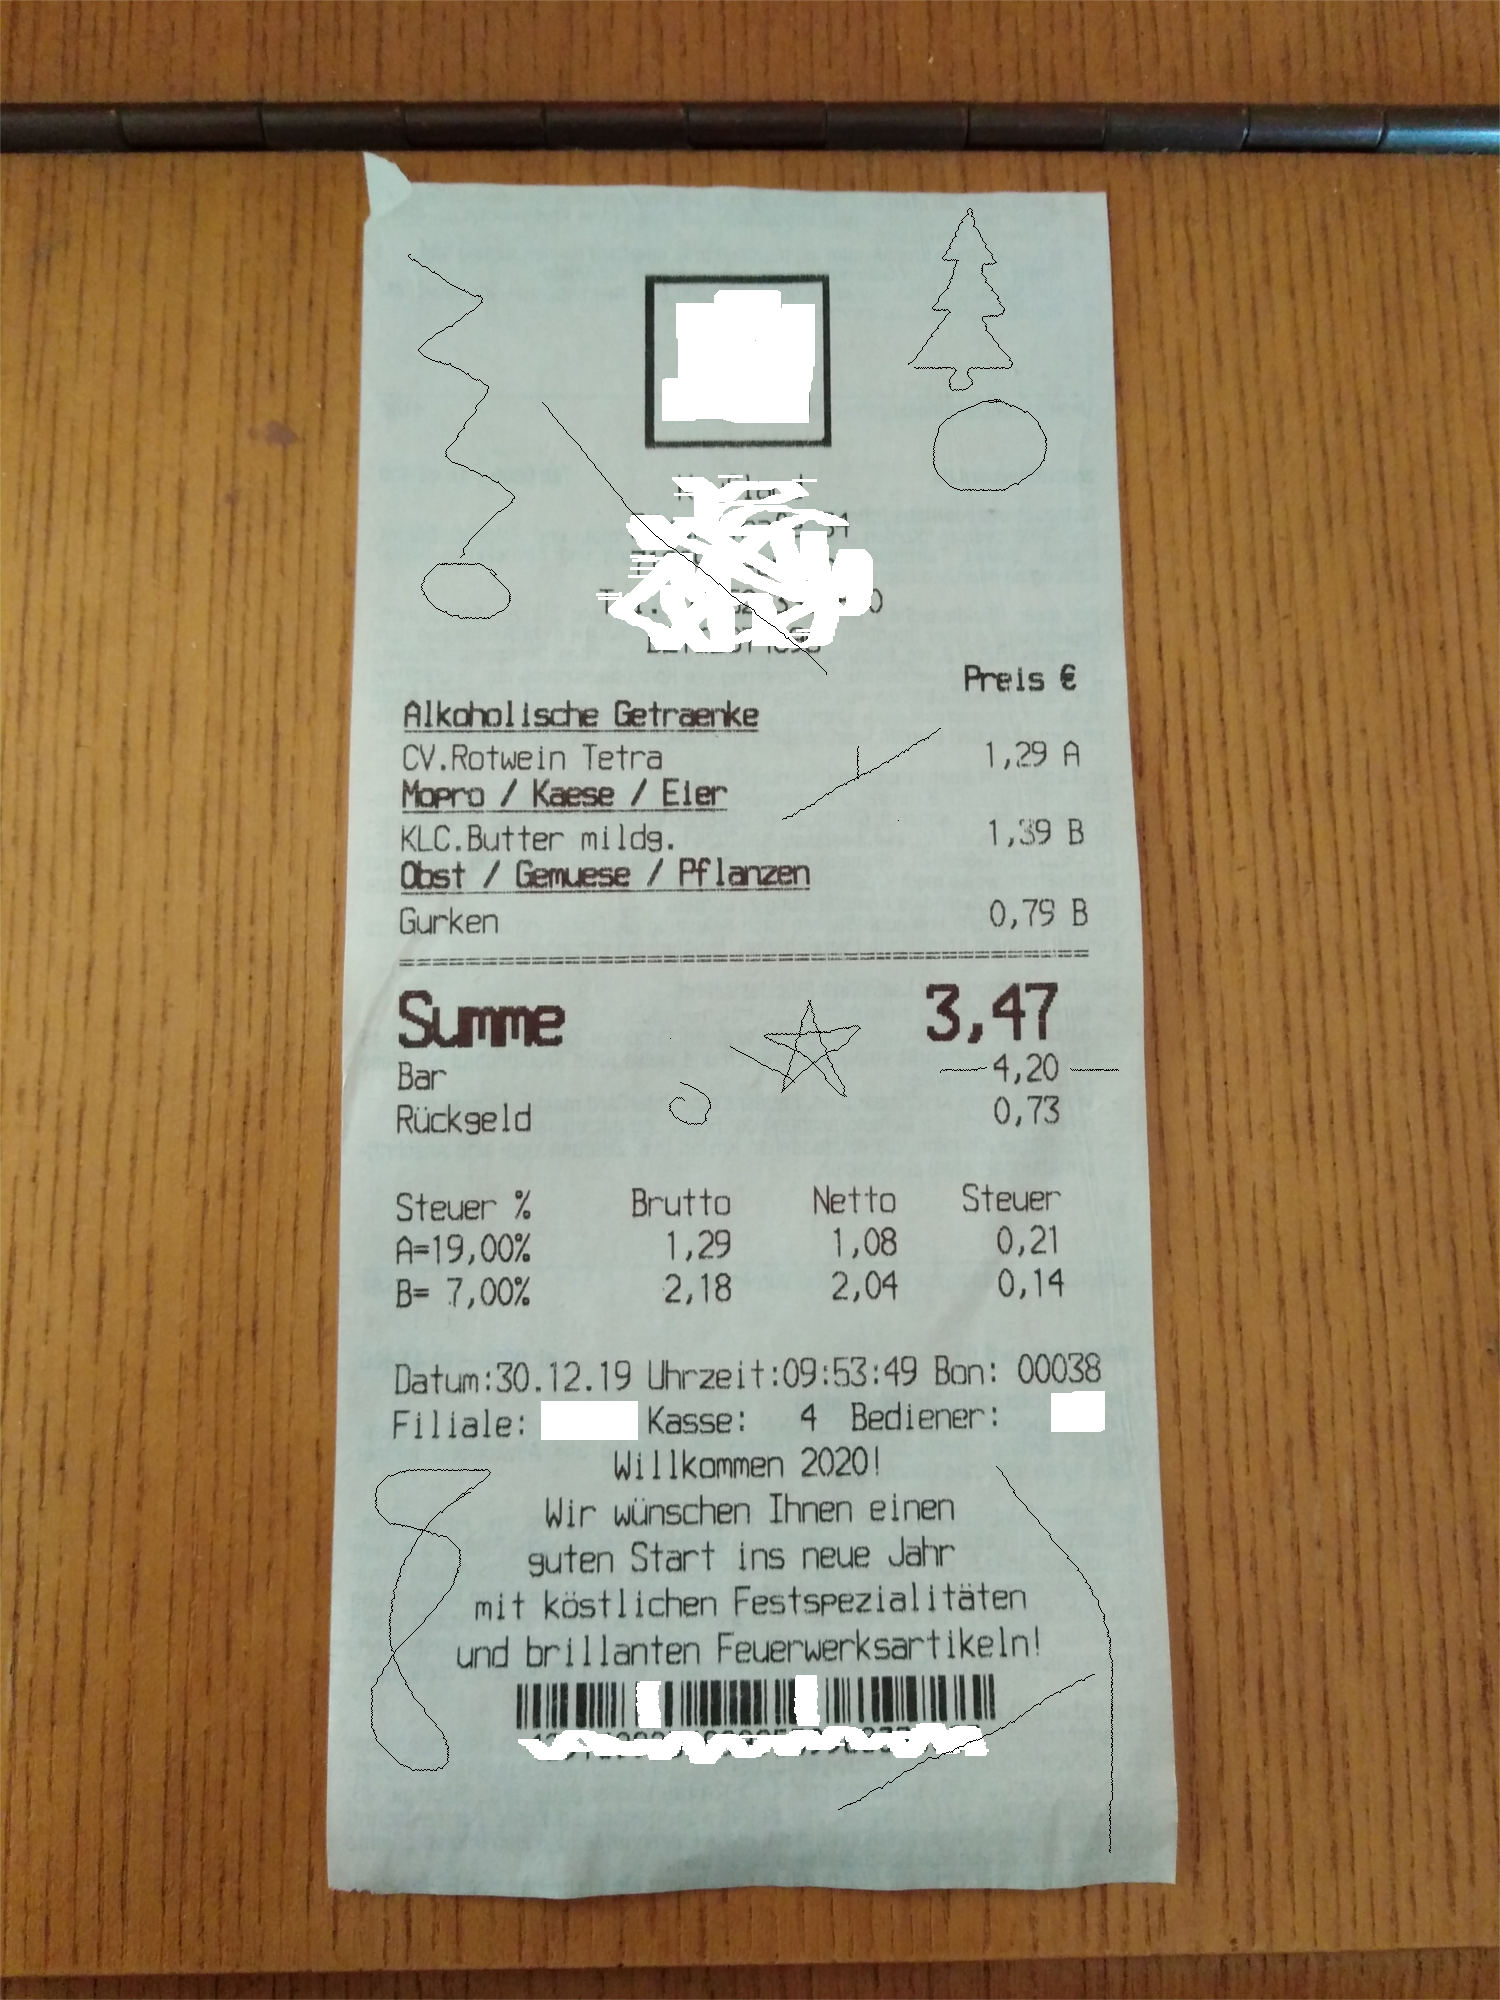 Preis €
Alkoholische Getraenke
CV.Rotwein Tetra 1,29 A
Mopro / Kaese / Eier
KLC.Butter mildg. 1,39 B
Obst / Gemuese / Pflanzen
Gurken 0,79 B
===========================================
Summe 3,47
Bar 4,20
Rückgeld 0,73
Steuer % Brutto Netto Steuer
A=19,00% 1,29 1,08 0,21
B= 7,00% 2,18 2,04 0,14
Datum:30.12.19 Uhrzeit:09:53:49 Bon: 00038
Filiale: Kasse: 4 Bediener:
Willkommen 2020!
Wir wünschen Ihnen einen
guten Start ins neue Jahr
mit köstlichen Festspezialitäten
und brillanten Feuerwerksartikeln!